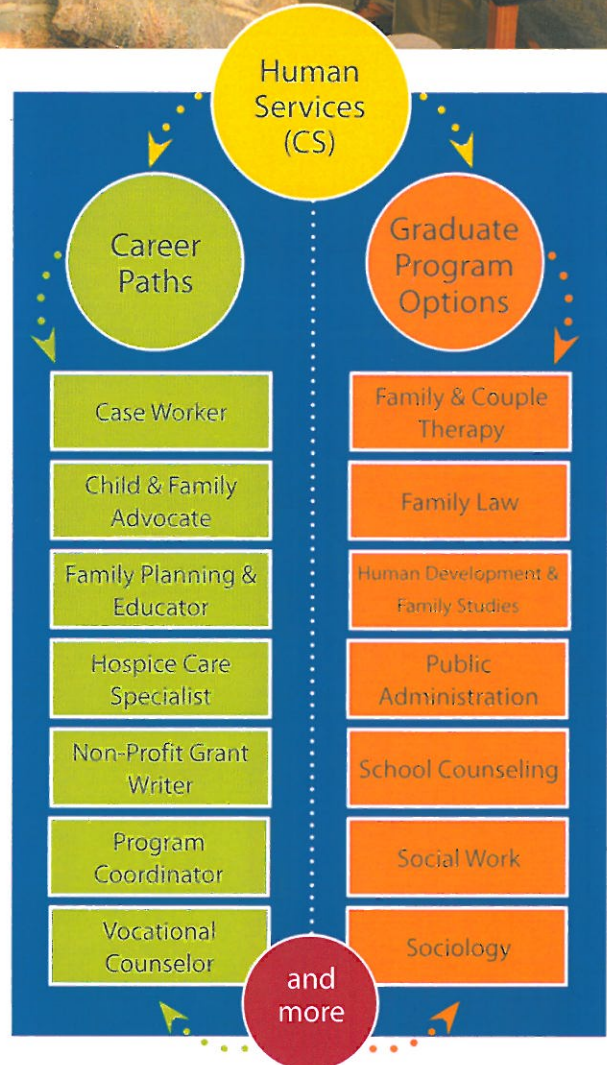 Human
Services
(CS)
Career
Paths
Graduate
Program
Options
Case Worker
Child & Family
Advocate
Family Planning &
Educator
Hospice Care
Specialist
Non-Profit Grant
Writer
Program
Coordinator
Vocational
Counselor
Family & Couple
Therapy
Family Law
Human Development &
Family Studies
Public
Administration
School Counseling
Social Work
Sociology
and
more